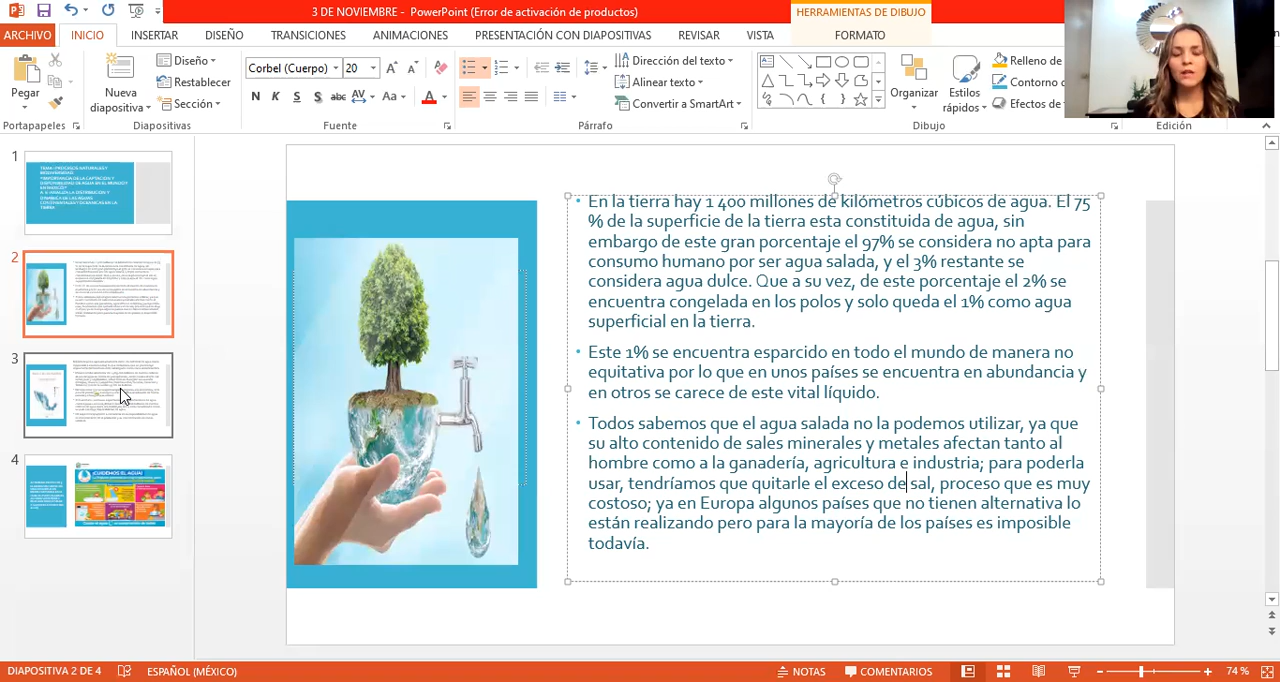 3 DE NOVIEMBRE - PowerPoint (Error de activación de productos)
HERRAMIENTAS DE DIBUJO
ARCHIVO INICIO INSERTAR DISEÑO TRANSICIONES ANIMACIONES PRESENTACIÓN CON DIAPOSITIVAS REVISAR VISTA FORMATO
Pegar
Nueva
diapositiva
Diseño
Restablecer
Sección
Corbel (Cuerpo) 20
N K S S abc AV Aa A
Dirección del texto
Alinear texto
Convertir a SmartArt
Organizar
Estilos
rápidos
Relleno de
Contorno
Efectos de
Portapapeles Diapositivas Fuente Párrafo Dibujo Edición
1
2
3
4
¡CUIDEMOS EL AGUA!
En la tierra hay 1 400 millones de kilómetros cúbicos de agua. El 75
% de la superficie de la tierra esta constituida de agua, sin
embargo de este gran porcentaje el 97% se considera no apta para
consumo humano por ser agua salada, y el 3% restante se
considera agua dulce. Que a su vez, de este porcentaje el 2% se
encuentra congelada en los polos y solo queda el 1% como agua
superficial en la tierra.
Este 1% se encuentra esparcido en todo el mundo de manera no
equitativa por lo que en unos países se encuentra en abundancia y
en otros se carece de este vital líquido.
Todos sabemos que el agua salada no la podemos utilizar, ya que
su alto contenido de sales minerales y metales afectan tanto al
hombre como a la ganadería, agricultura e industria; para poderla
usar, tendríamos que quitarle el exceso de sal, proceso que es muy
costoso; ya en Europa algunos países que no tienen alternativa lo
están realizando pero para la mayoría de los países es imposible
todavía.
DIAPOSITIVA 2 DE 4 ESPAÑOL (MÉXICO) NOTAS COMENTARIOS 74 %